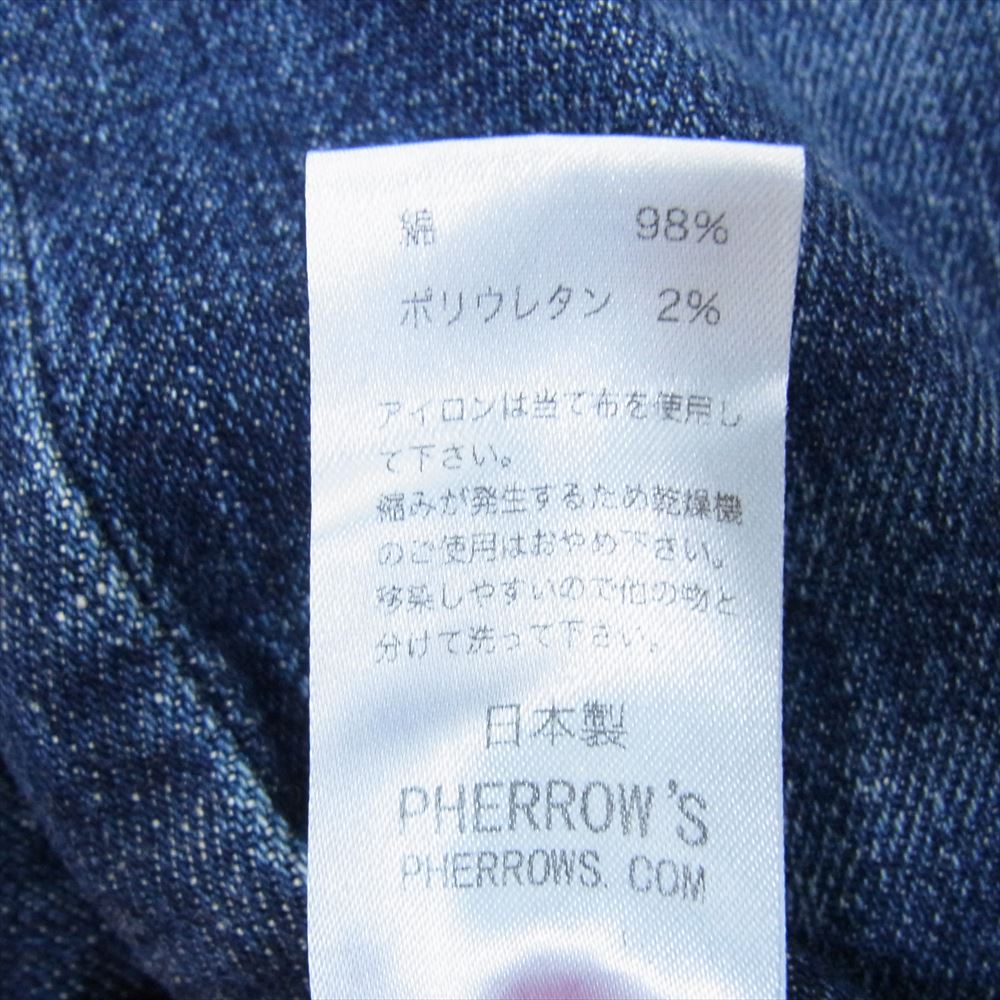 綿 98%
ポリウレタン 2%
アイロンは当て布を使用し
て下さい。
縮みが発生するため乾燥機
のご使用はおやめ下さい。
移染しやすいので他の物と
分けて洗って下さい。
日本製
PHERROW'S
PHERROWS.COM